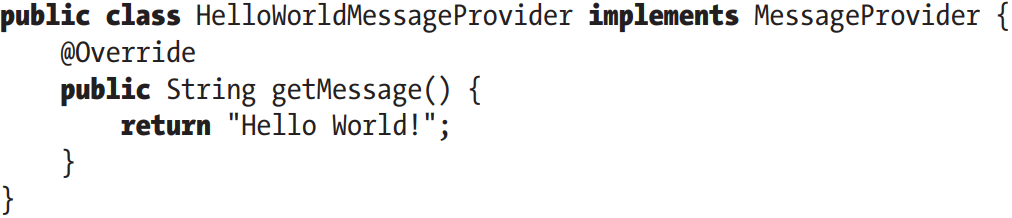 public class HelloWorldMessageProvider implements MessageProvider {
    @Override
    public String getMessage() {
        return "Hello World!";
    }
}